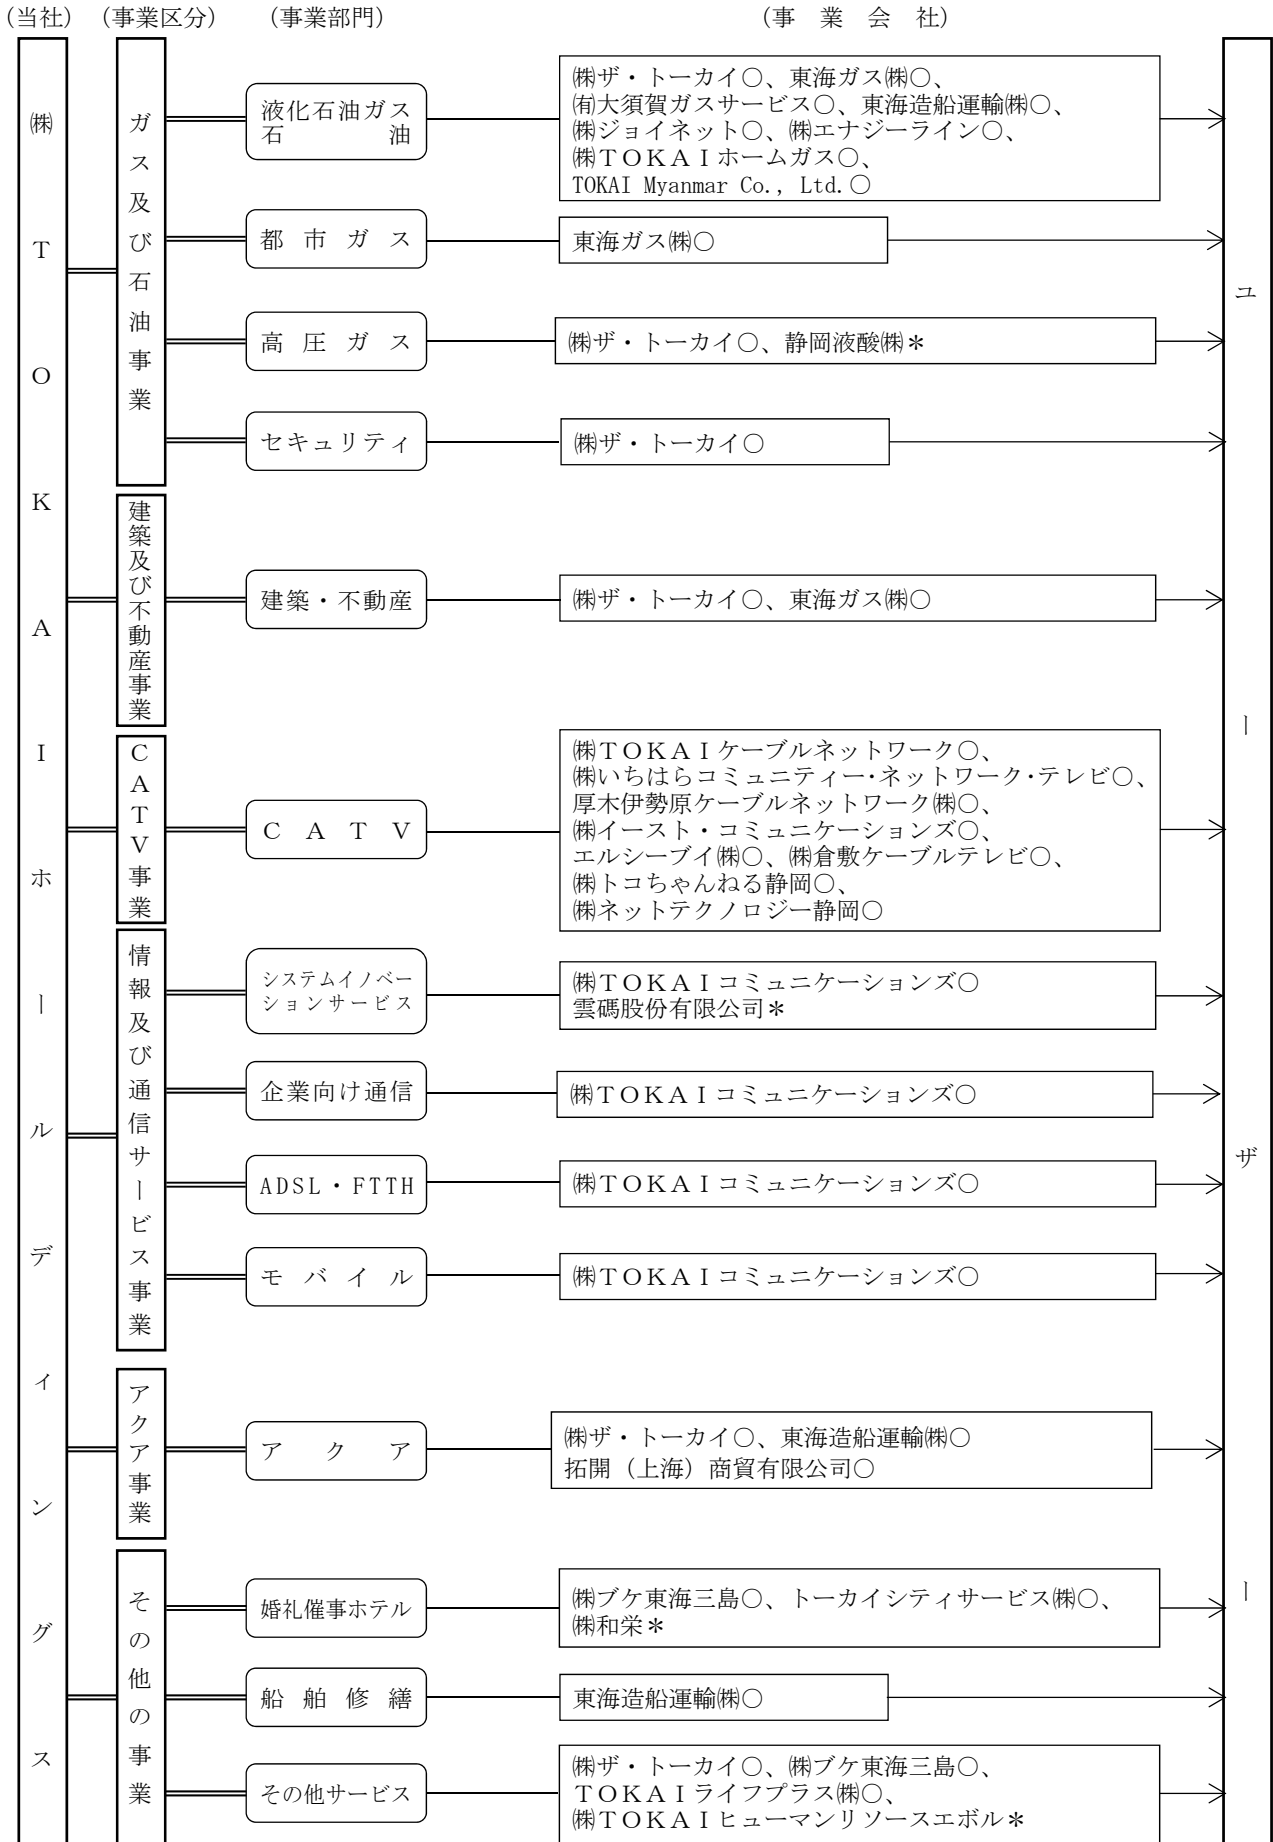 （当社）　（事業区分）　（事業部門）　（事　業　会　社）
㈱ＴＯＫＡＩホールディングス
ガス及び石油事業
液化石油ガス
石　　　　油
㈱ザ・トーカイ○、東海ガス㈱○、
㈲大須賀ガスサービス○、東海造船運輸㈱○、
㈱ジョイネット○、㈱エナジーライン○、
㈱ＴＯＫＡＩホームガス○、
TOKAI Myanmar Co., Ltd.○
都　市　ガ　ス
東海ガス㈱○
高　圧　ガ　ス
㈱ザ・トーカイ○、静岡液酸㈱＊
セキュリティ
㈱ザ・トーカイ○
建築及び不動産事業
建築・不動産
㈱ザ・トーカイ○、東海ガス㈱○
ＣＡＴＶ事業
Ｃ　Ａ　Ｔ　Ｖ
㈱ＴＯＫＡＩケーブルネットワーク○、
㈱いちはらコミュニティー・ネットワーク・テレビ○、
厚木伊勢原ケーブルネットワーク㈱○、
㈱イースト・コミュニケーションズ○、
エルシーブイ㈱○、㈱倉敷ケーブルテレビ○、
㈱トコちゃんねる静岡○、
㈱ネットテクノロジー静岡○
情報及び通信サービス事業
システムイノベー
ションサービス
㈱ＴＯＫＡＩコミュニケーションズ○
雲碼股份有限公司＊
企業向け通信
㈱ＴＯＫＡＩコミュニケーションズ○
ADSL・FTTH
㈱ＴＯＫＡＩコミュニケーションズ○
モ　バ　イ　ル
㈱ＴＯＫＡＩコミュニケーションズ○
アクア事業
ア　　ク　　ア
㈱ザ・トーカイ○、東海造船運輸㈱○
拓開（上海）商貿有限公司○
その他の事業
婚礼催事ホテル
㈱ブケ東海三島○、トーカイシティサービス㈱○、
㈱和栄＊
船　舶　修　繕
東海造船運輸㈱○
その他サービス
㈱ザ・トーカイ○、㈱ブケ東海三島○、
ＴＯＫＡＩライフプラス㈱○、
㈱ＴＯＫＡＩヒューマンリソースエボル＊
ユーザー